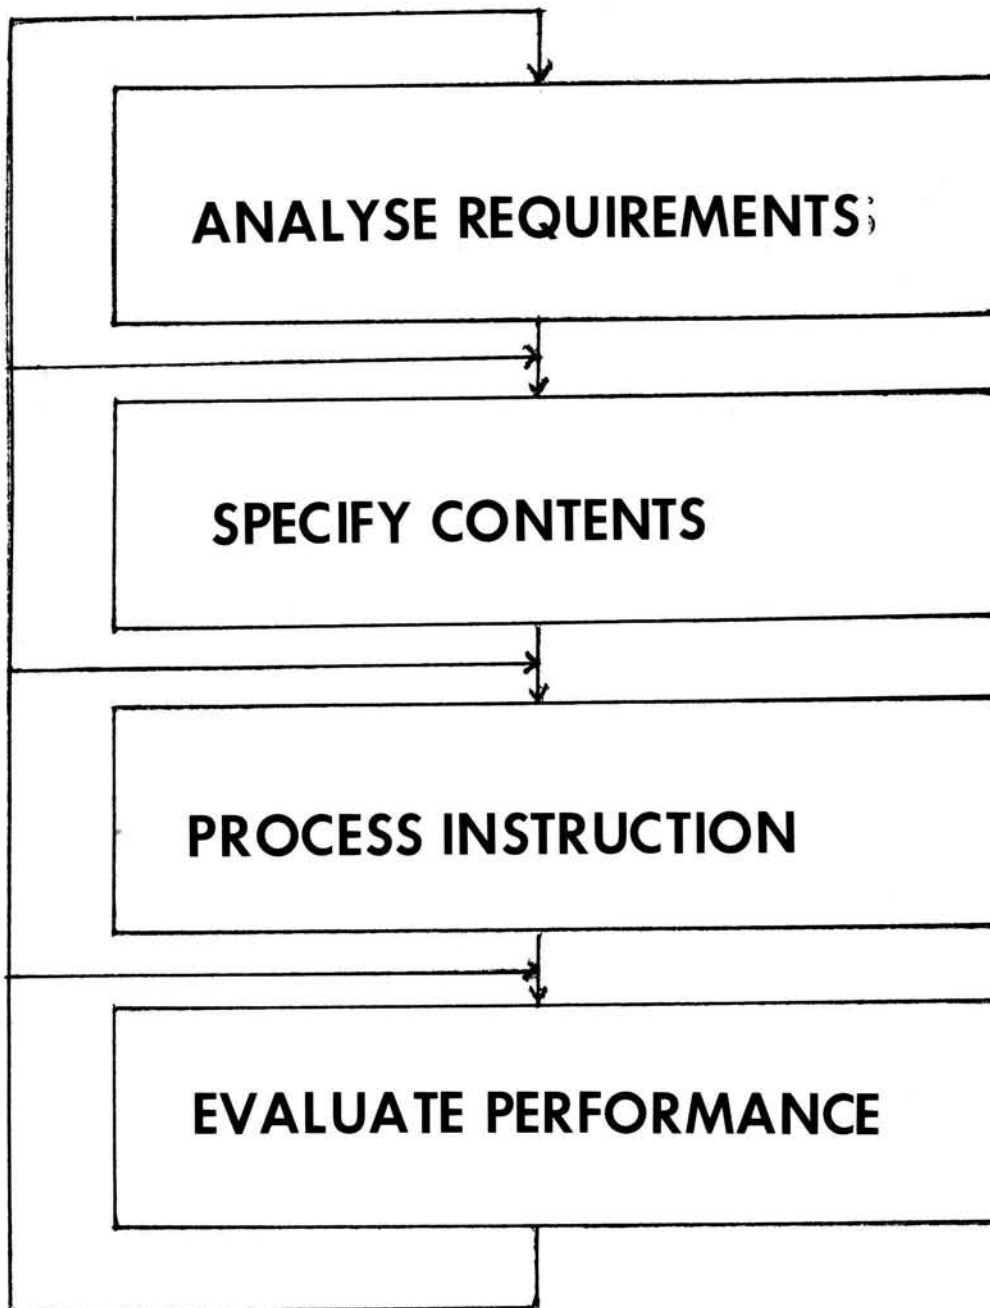 ANALYSE REQUIREMENTS
SPECIFY CONTENTS
PROCESS INSTRUCTION
EVALUATE PERFORMANCE